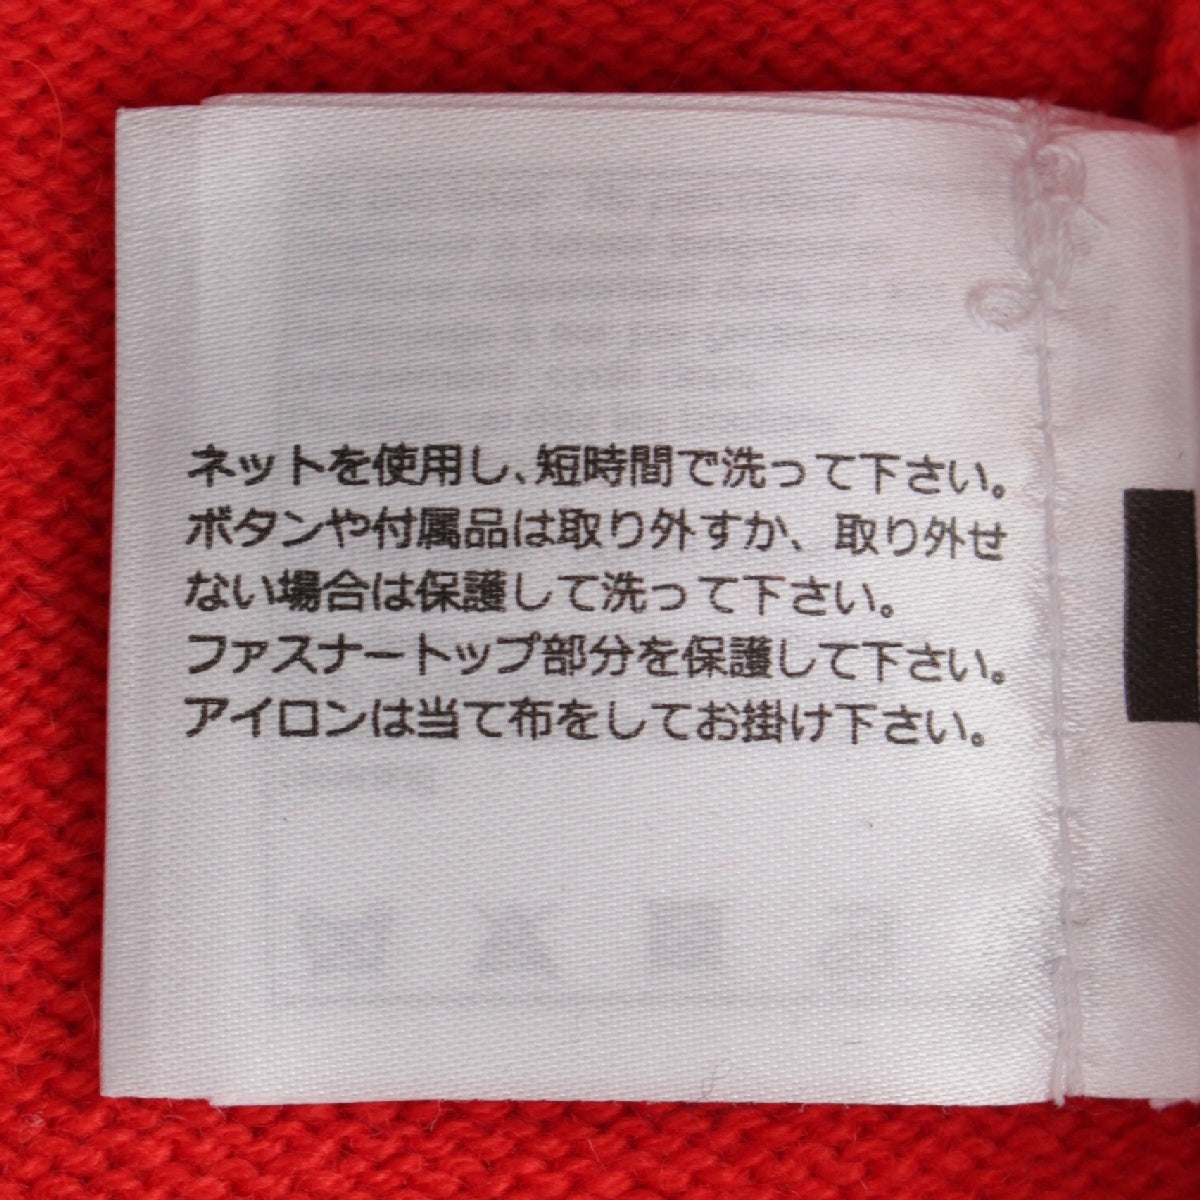 ネットを使用し、短時間で洗って下さい。
ボタンや付属品は取り外すか、取り外せ
ない場合は保護して洗って下さい。
ファスナートップ部分を保護して下さい。
アイロンは当て布をしてお掛け下さい。